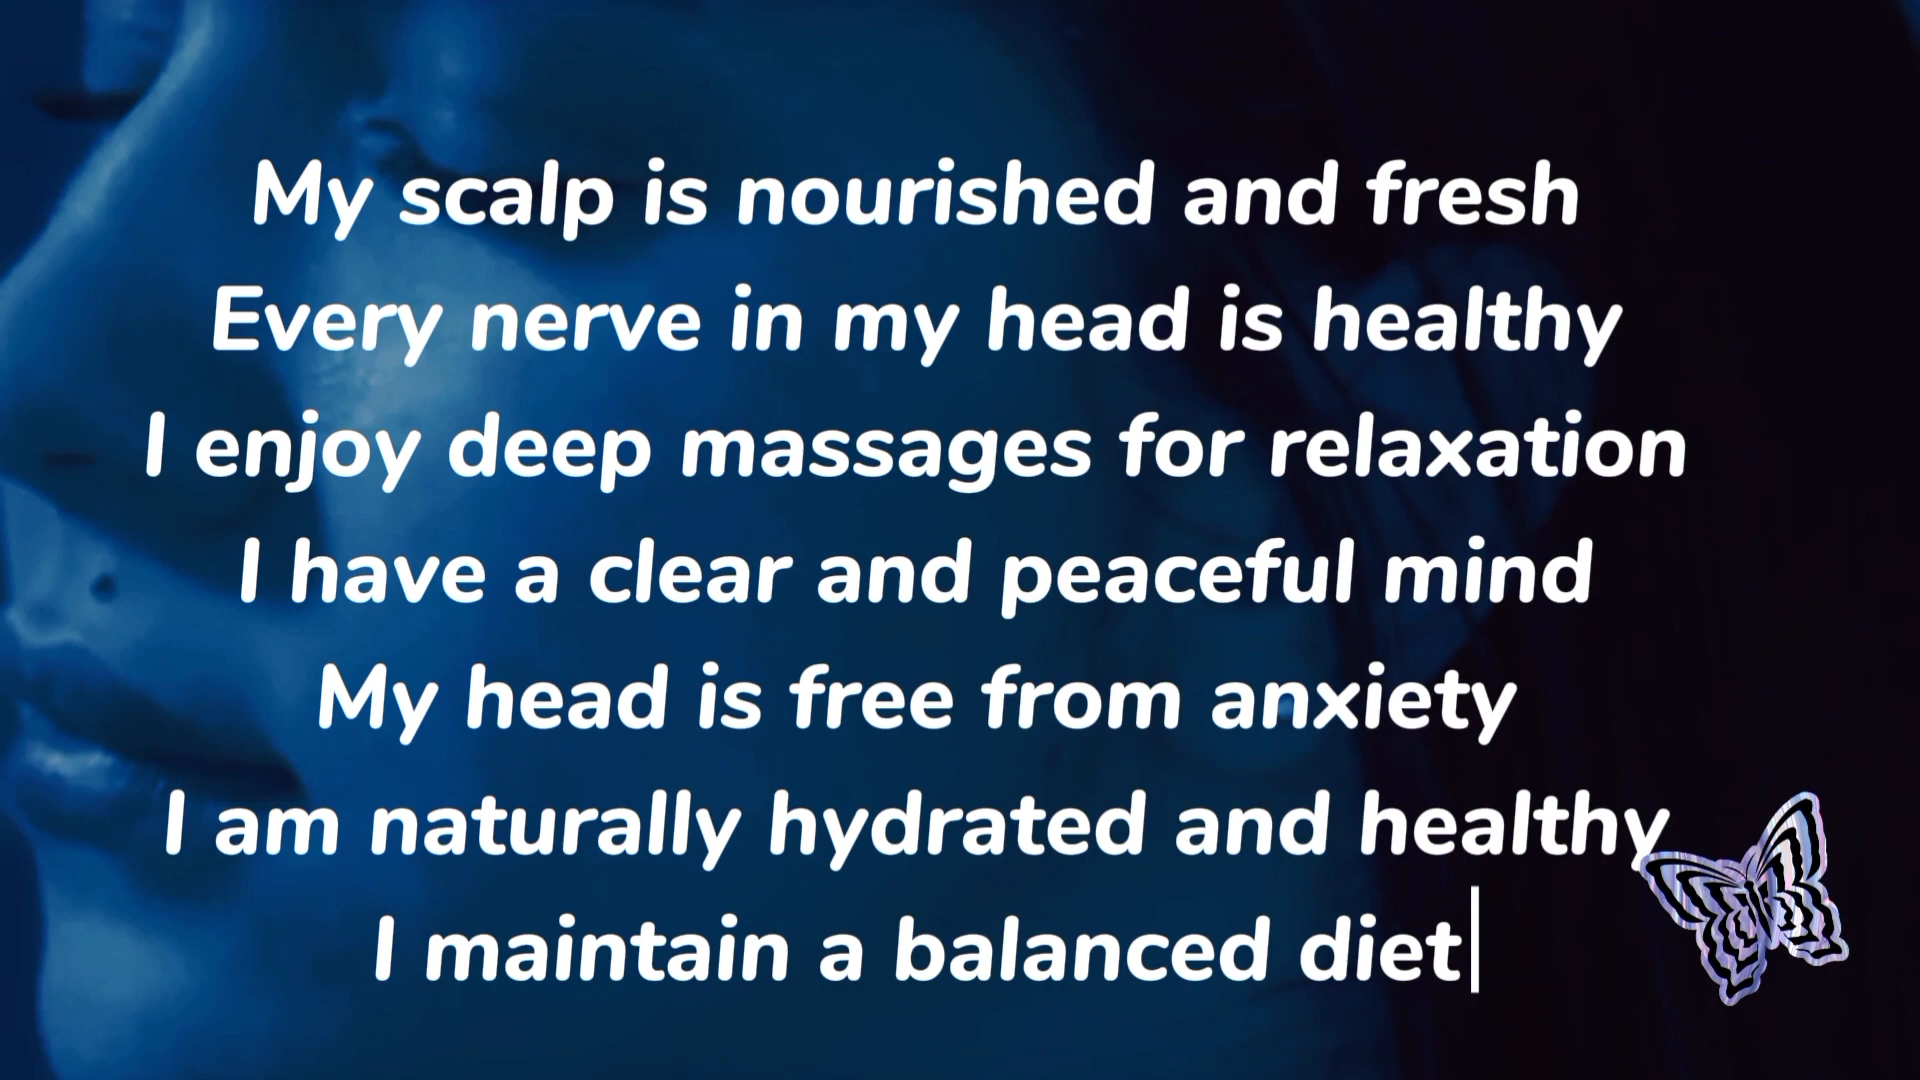 My scalp is nourished and fresh
Every nerve in my head is healthy
I enjoy deep massages for relaxation
I have a clear and peaceful mind
My head is free from anxiety
I am naturally hydrated and healthy
I maintain a balanced diet